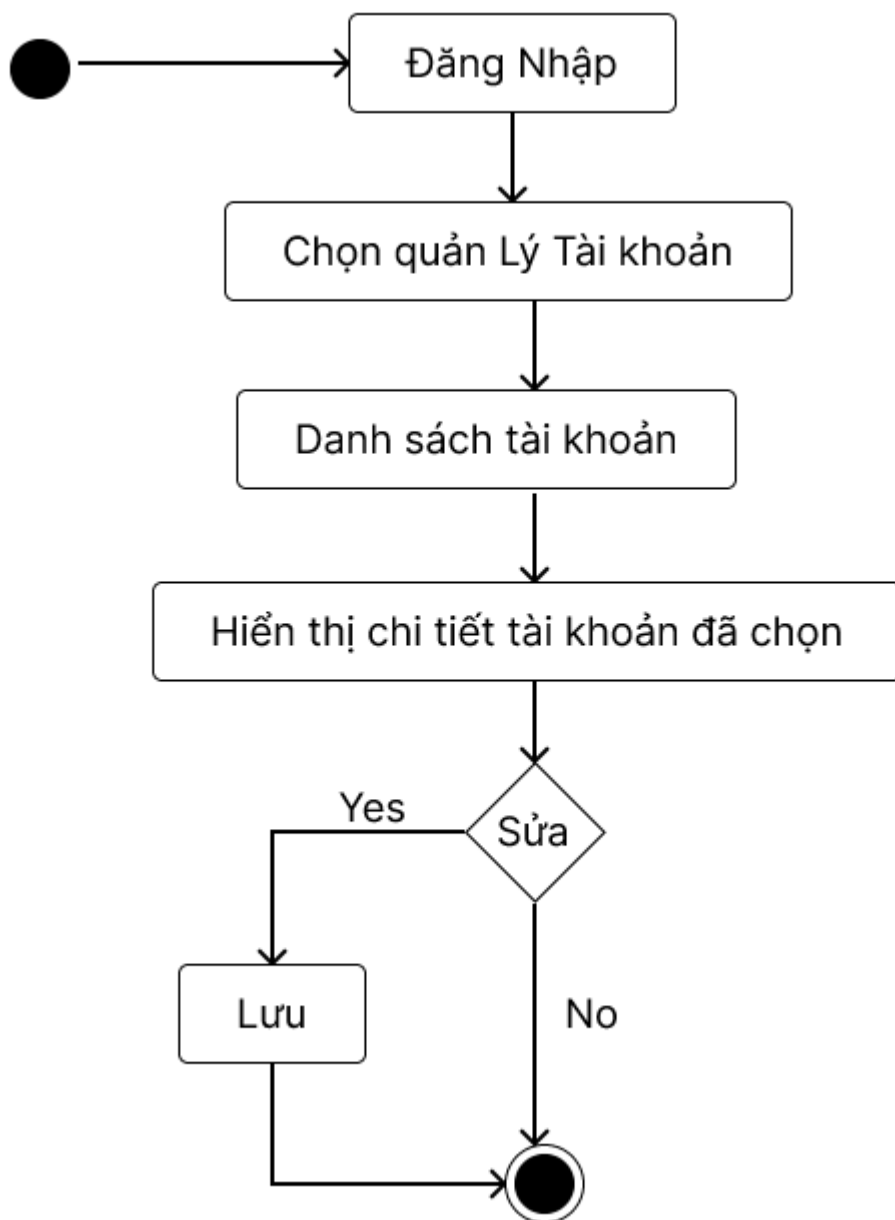 Đăng Nhập
Chọn quản Lý Tài khoản
Danh sách tài khoản
Hiển thị chi tiết tài khoản đã chọn
Yes
Sửa
Lưu
No